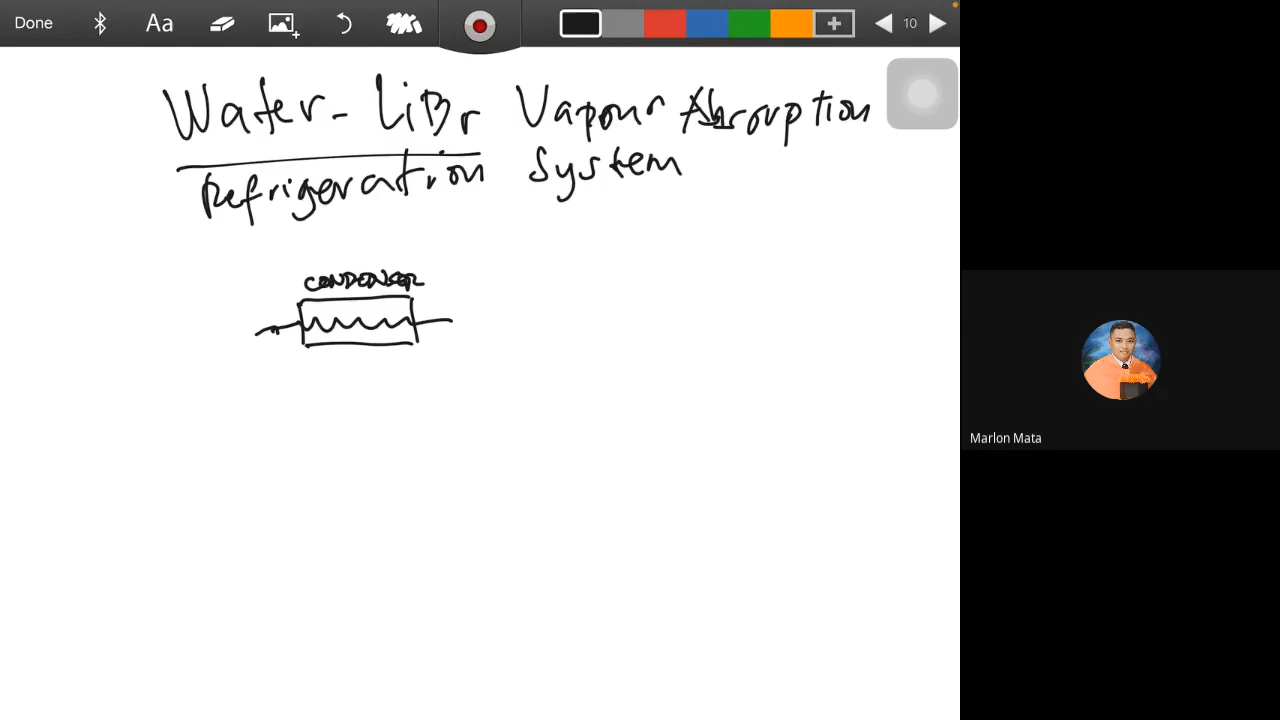 Done Aa 10
Water - LiBr Vapour Absorption
Refrigeration System
CONDENSER
Marlon Mata